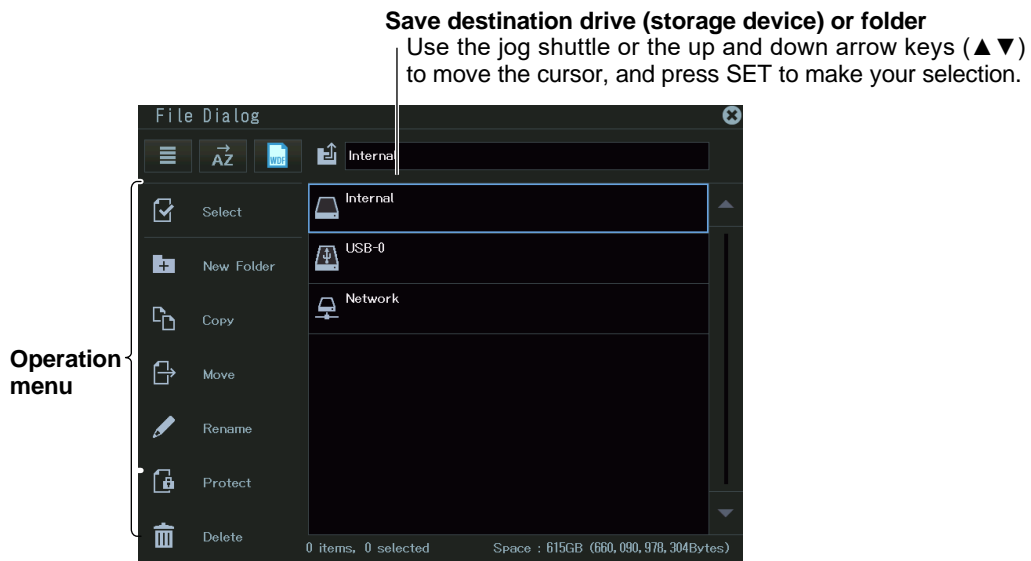 Save destination drive (storage device) or folder
Use the jog shuttle or the up and down arrow keys (▲▼)
to move the cursor, and press SET to make your selection.
File Dialog
AZ
WDF
Internal
Operation
menu
Select
New Folder
Copy
Move
Rename
Protect
Delete
Internal
USB-0
Network
0 items, 0 selected
Space : 615GB (660,090,978,304Bytes)